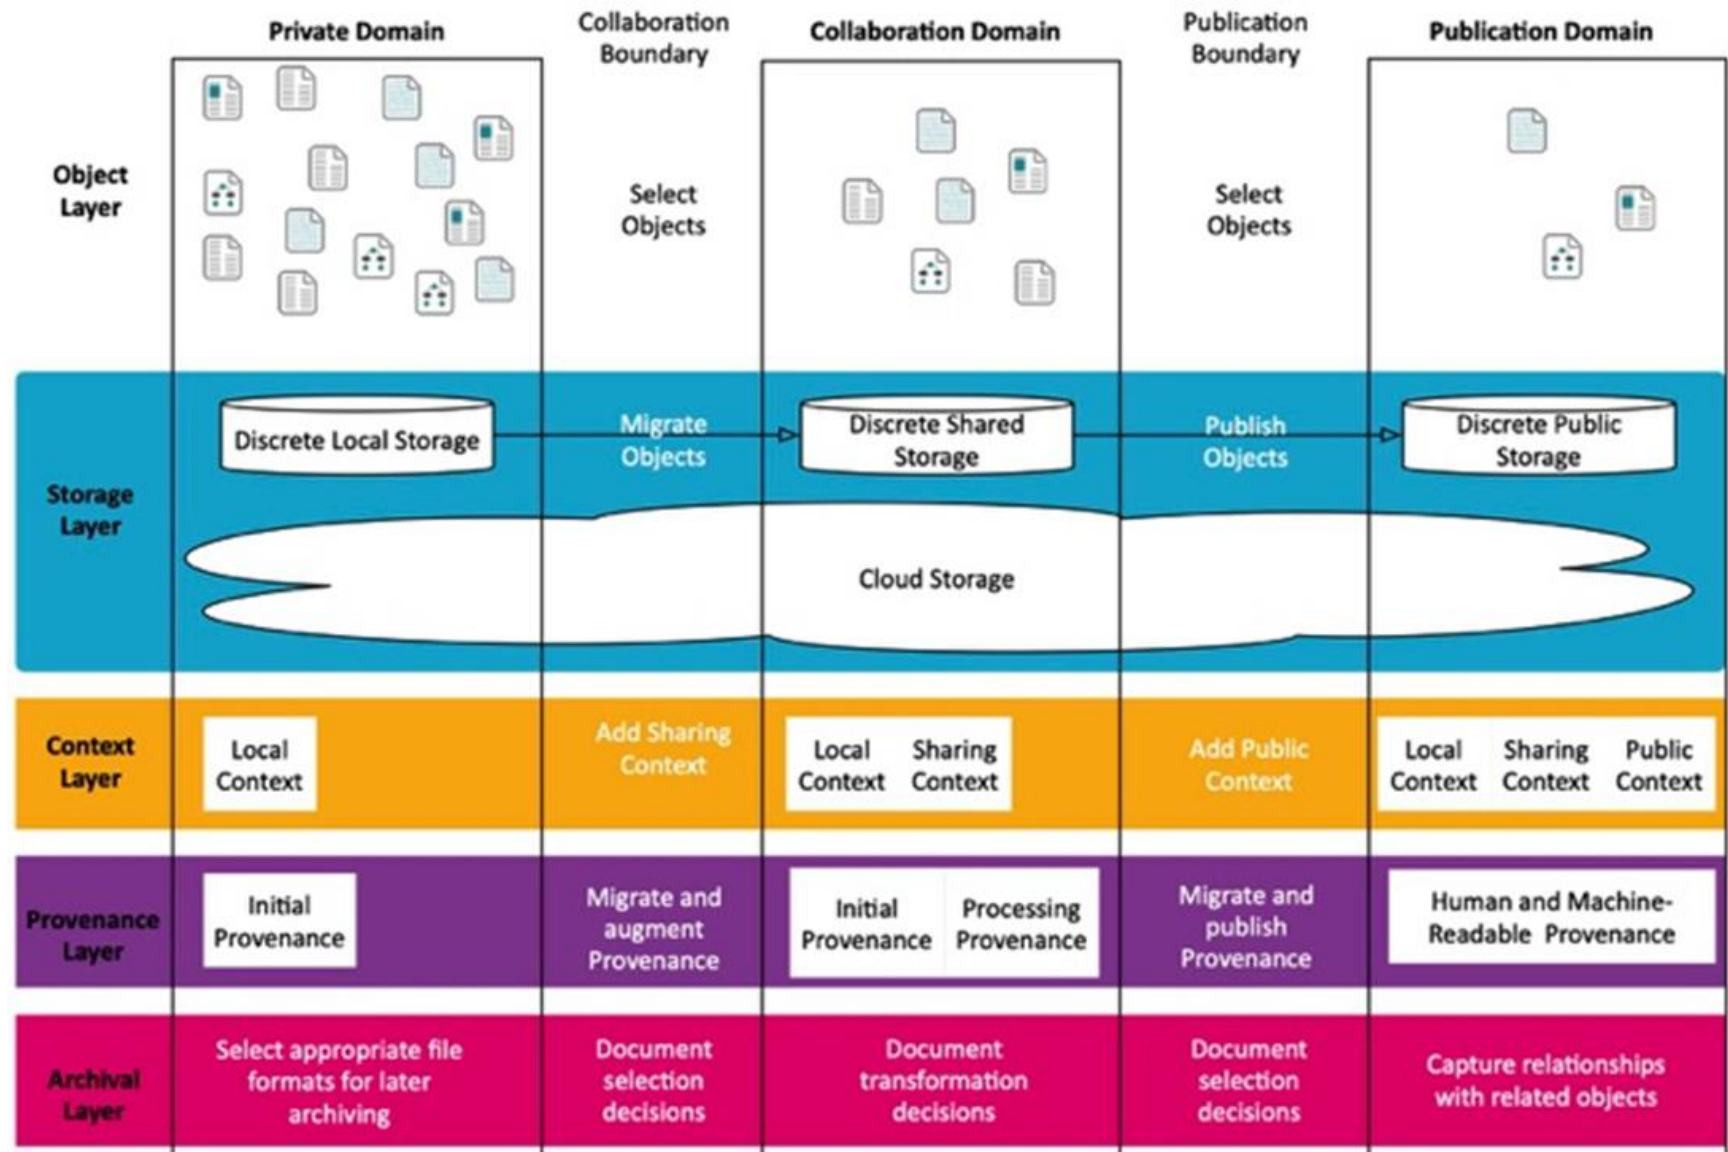 Private Domain
Collaboration
Boundary
Collaboration Domain
Publication
Boundary
Publication Domain
Object
Layer
Select
Objects
Select
Objects
Storage
Layer
Discrete Local Storage
Migrate
Objects
Discrete Shared
Storage
Publish
Objects
Discrete Public
Storage
Cloud Storage
Context
Layer
Local
Context
Add Sharing
Context
Local
Context
Sharing
Context
Add Public
Context
Local
Context
Sharing
Context
Public
Context
Provenance
Layer
Initial
Provenance
Migrate and
augment
Provenance
Initial
Provenance
Processing
Provenance
Migrate and
publish
Provenance
Human and Machine-
Readable Provenance
Archival
Layer
Select appropriate file
formats for later
archiving
Document
selection
decisions
Document
transformation
decisions
Document
selection
decisions
Capture relationships
with related objects